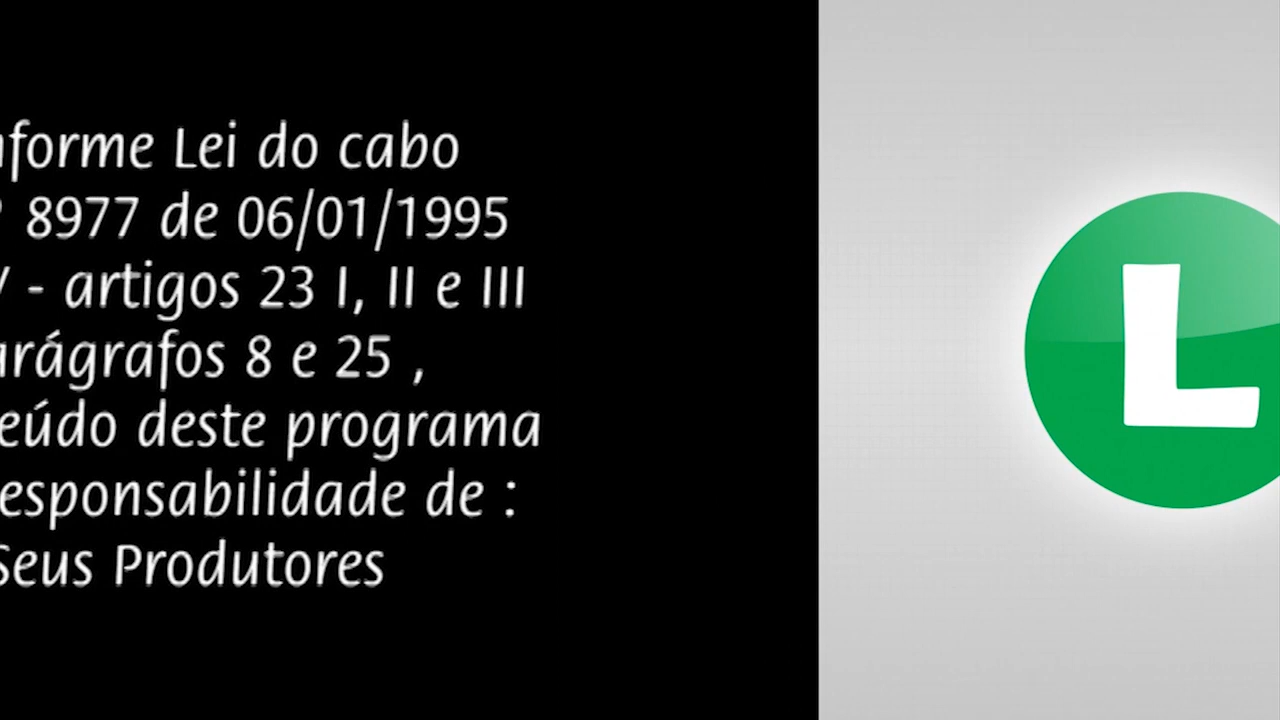 nforme Lei do cabo
8977 de 06/01/1995
- artigos 23 I, II e III
arágrafos 8 e 25 ,
eúdo deste programa
esponsabilidade de :
Seus Produtores
L